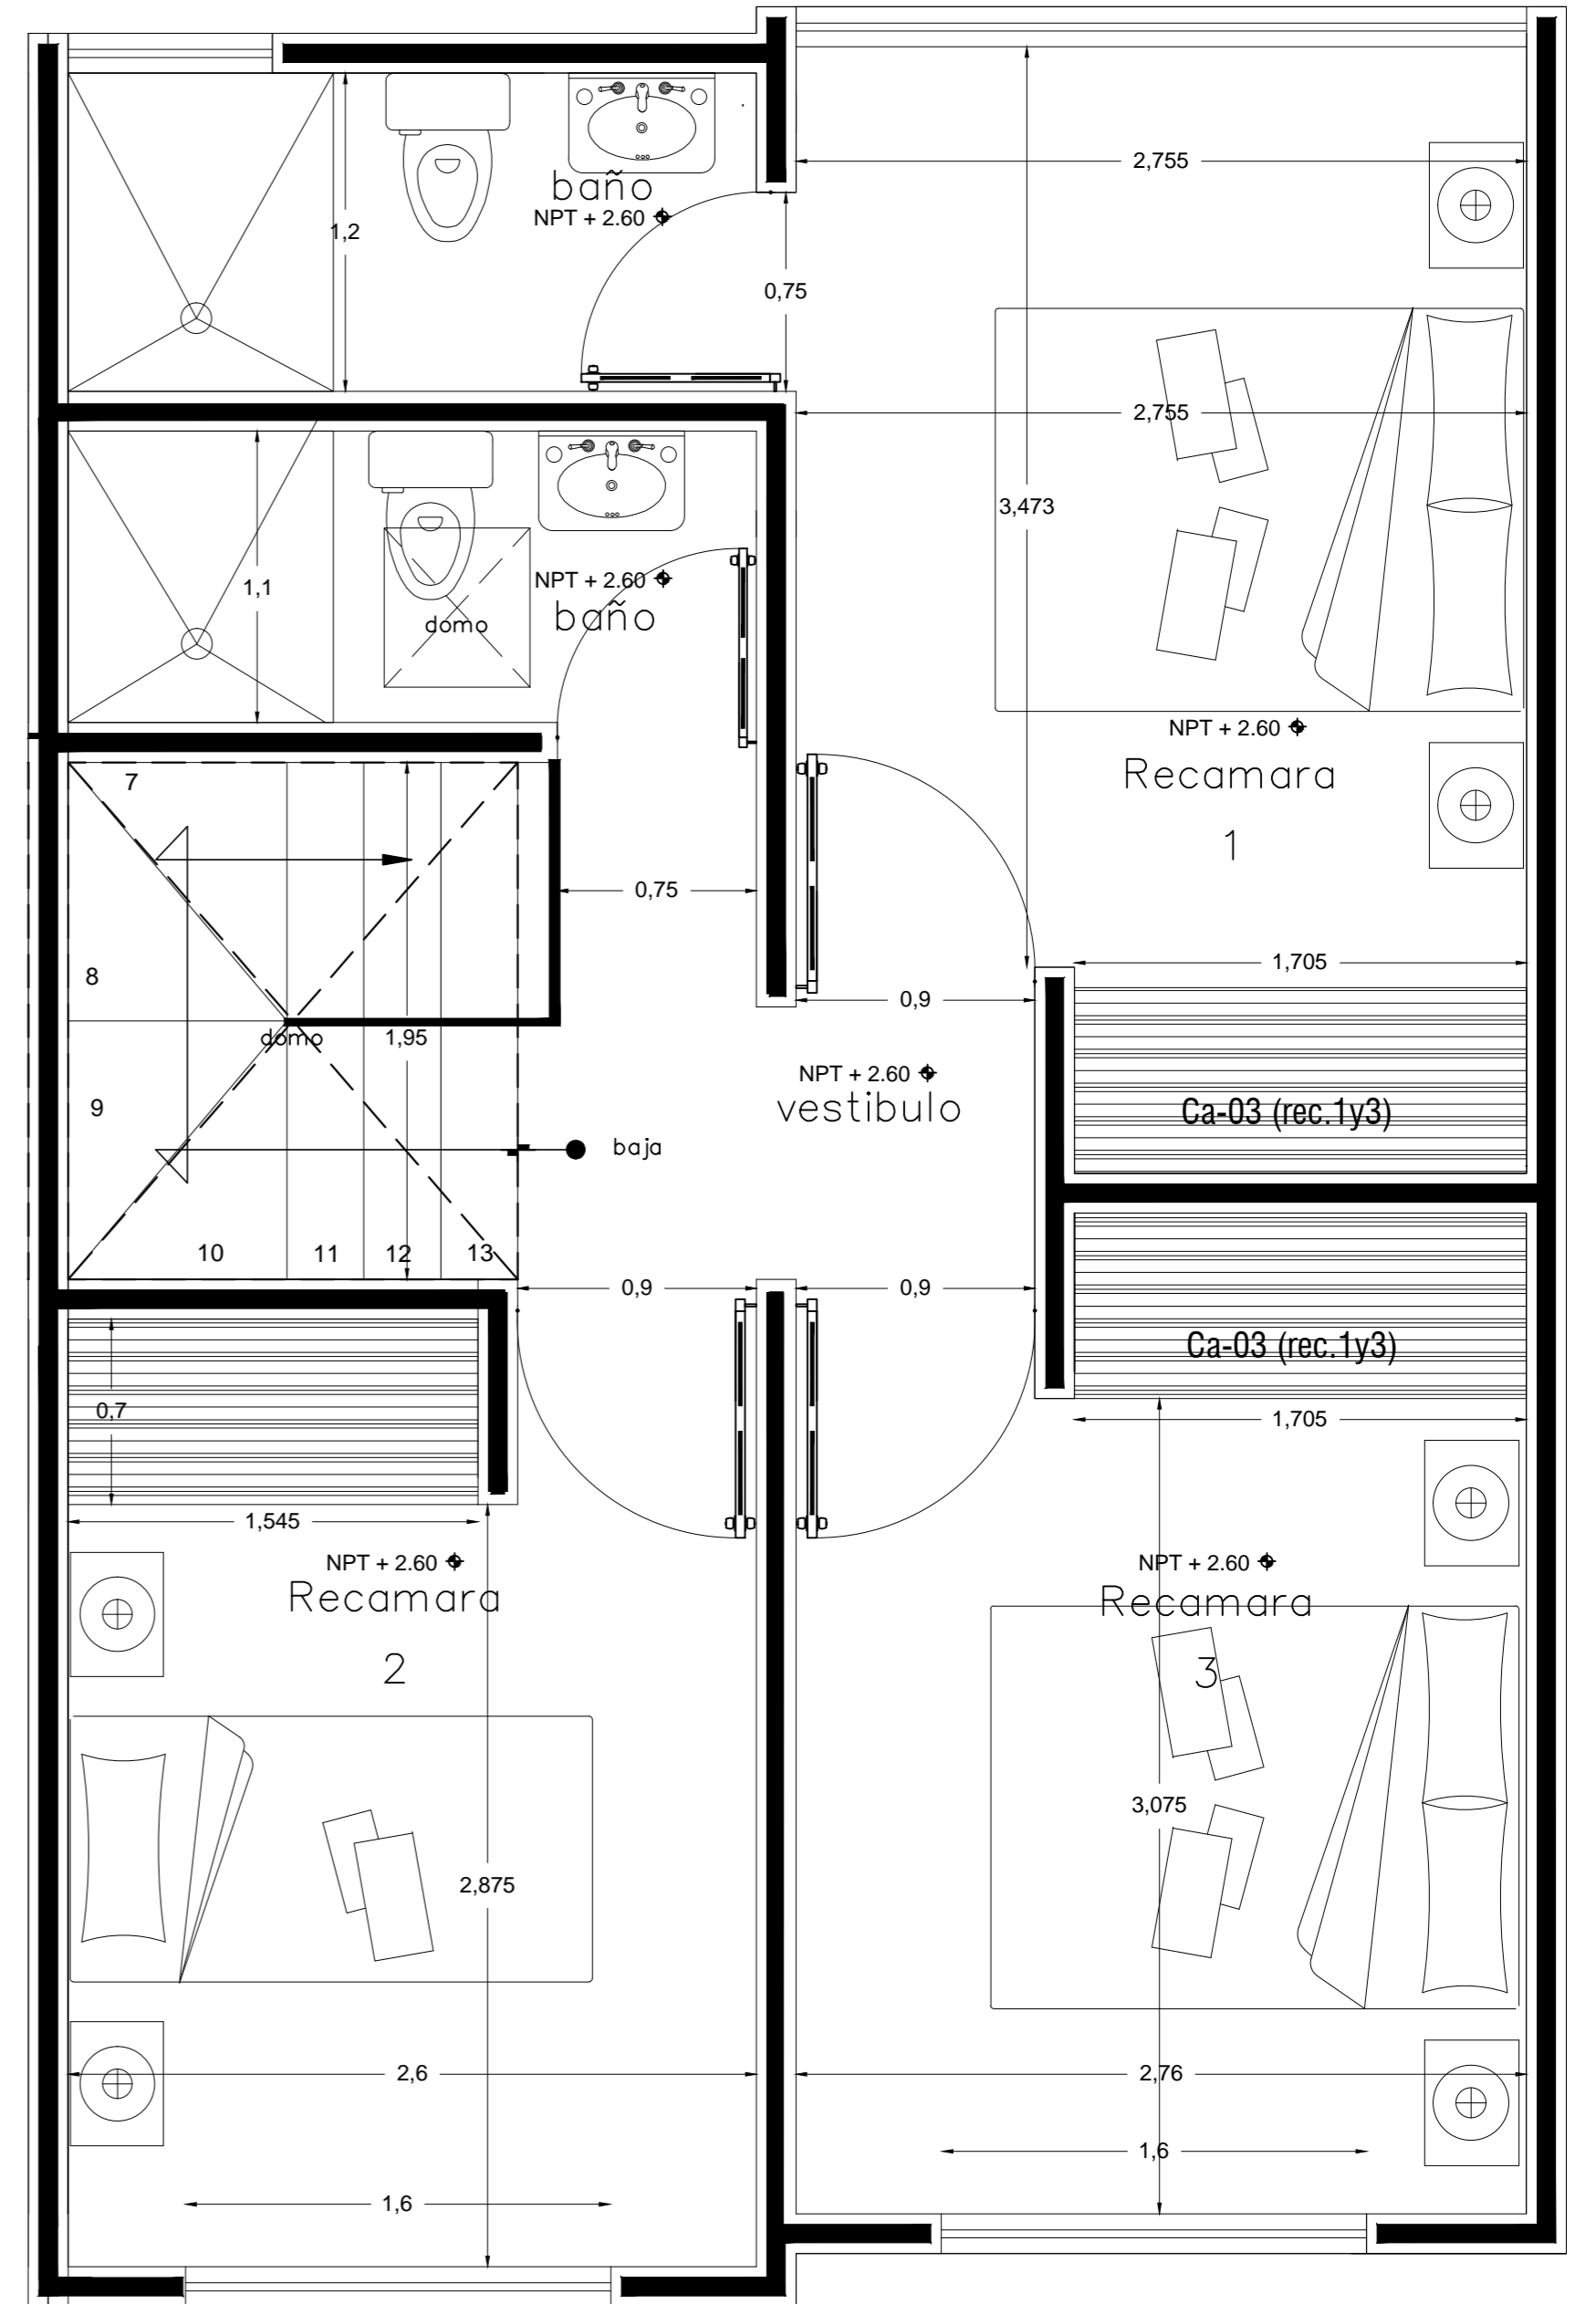 2,755
baño
NPT + 2.60
1,2
0,75
2,755
3,473
NPT + 2.60
baño
1,1
domo
NPT + 2.60
Recamara
1
7
0,75
8
1,705
0,9
domo
1,95
NPT + 2.60
vestibulo
9
Ca-03 (rec.1y3)
baja
10
11
12
13
0,9
0,9
Ca-03 (rec.1y3)
0,7
1,705
1,545
NPT + 2.60
Recamara
2
NPT + 2.60
Recamara
3
3,075
2,875
2,6
2,76
1,6
1,6